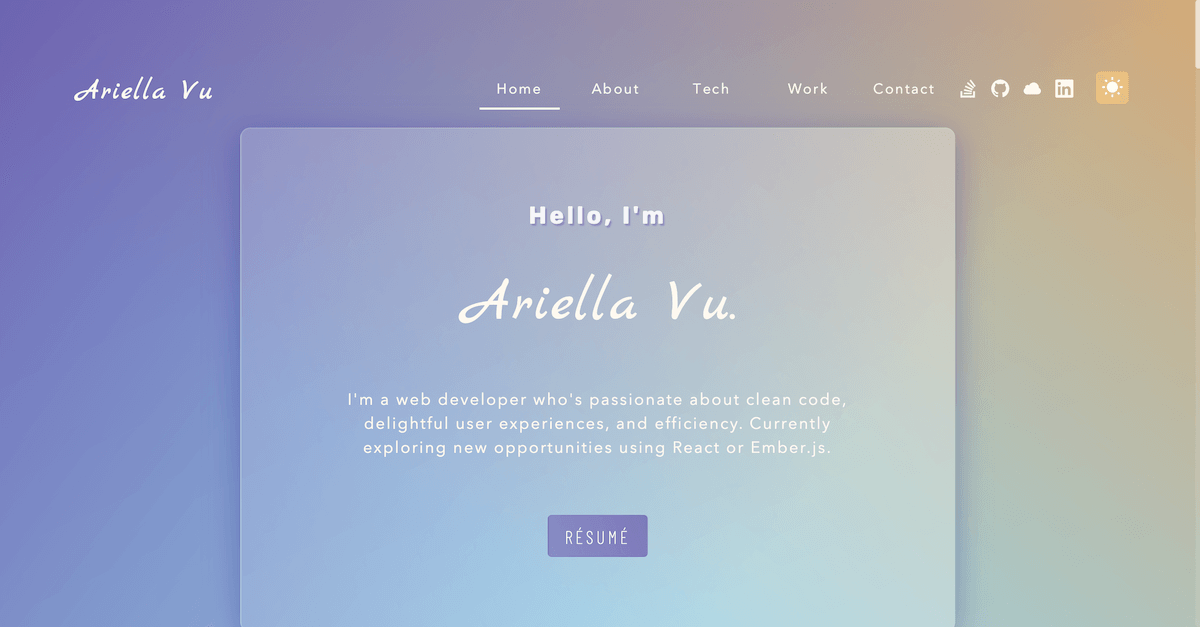 Ariella Vu
Home About Tech Work Contact
Hello, I'm
Ariella Vu.
I'm a web developer who's passionate about clean code,
delightful user experiences, and efficiency. Currently
exploring new opportunities using React or Ember.js.
RÉSUMÉ